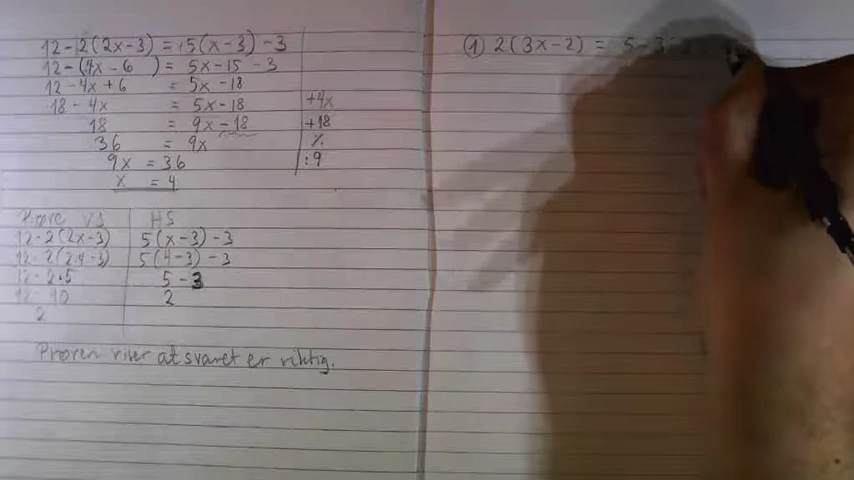 12-2(2x-3) = 5(x-3) -3
12-(4x-6 ) = 5x-15 -3
12-4x+6 = 5x-18
18-4x = 5x-18 +4x
18 = 9x-18 +18
36 = 9x %
9x = 36 :9
x = 4
Prøve VS HS
12-2(2x-3) 5(x-3)-3
12-2(2·4-3) 5(4-3)-3
12-2·5 5-3
12-10 2
2
Prøven viser at svaret er riktig.
① 2(3x-2) = 5-3